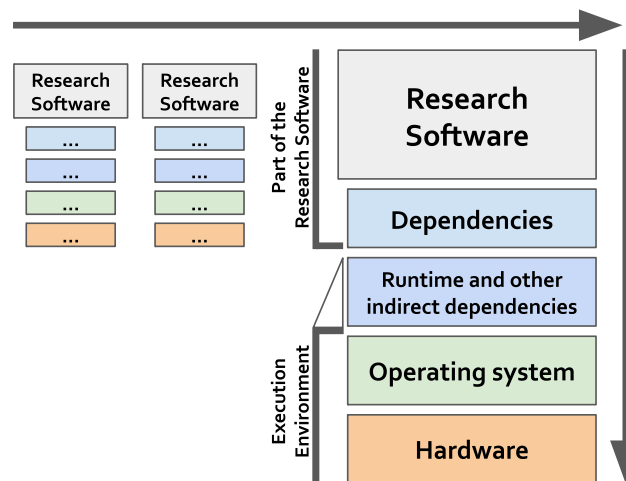 Research
Software
...
...
...
...
Research
Software
...
...
...
...
Part of the
Research Software
Execution
Environment
Research
Software
Dependencies
Runtime and other
indirect dependencies
Operating system
Hardware